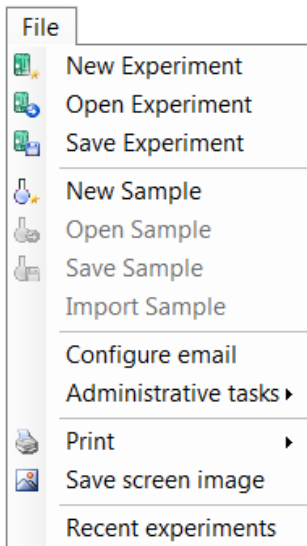 File
New Experiment
Open Experiment
Save Experiment
New Sample
Open Sample
Save Sample
Import Sample
Configure email
Administrative tasks
Print
Save screen image
Recent experiments